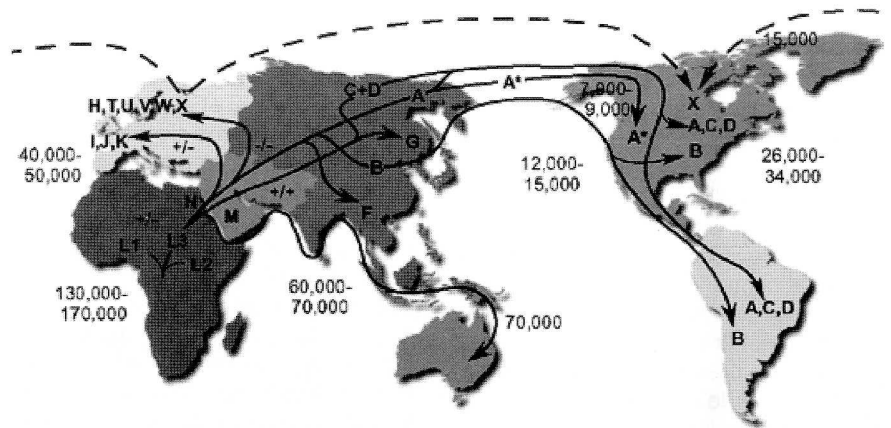 15,000
C+D
A
A*
7,000-
9,000
X
H,T,U,V,W,X
A*
A,C,D
I,J,K
+/-
-/-
G
B
B
40,000-
50,000
12,000-
15,000
26,000-
34,000
N
+/+
M
F
+/-
L1
L3
L2
130,000-
170,000
60,000-
70,000
70,000
A,C,D
B